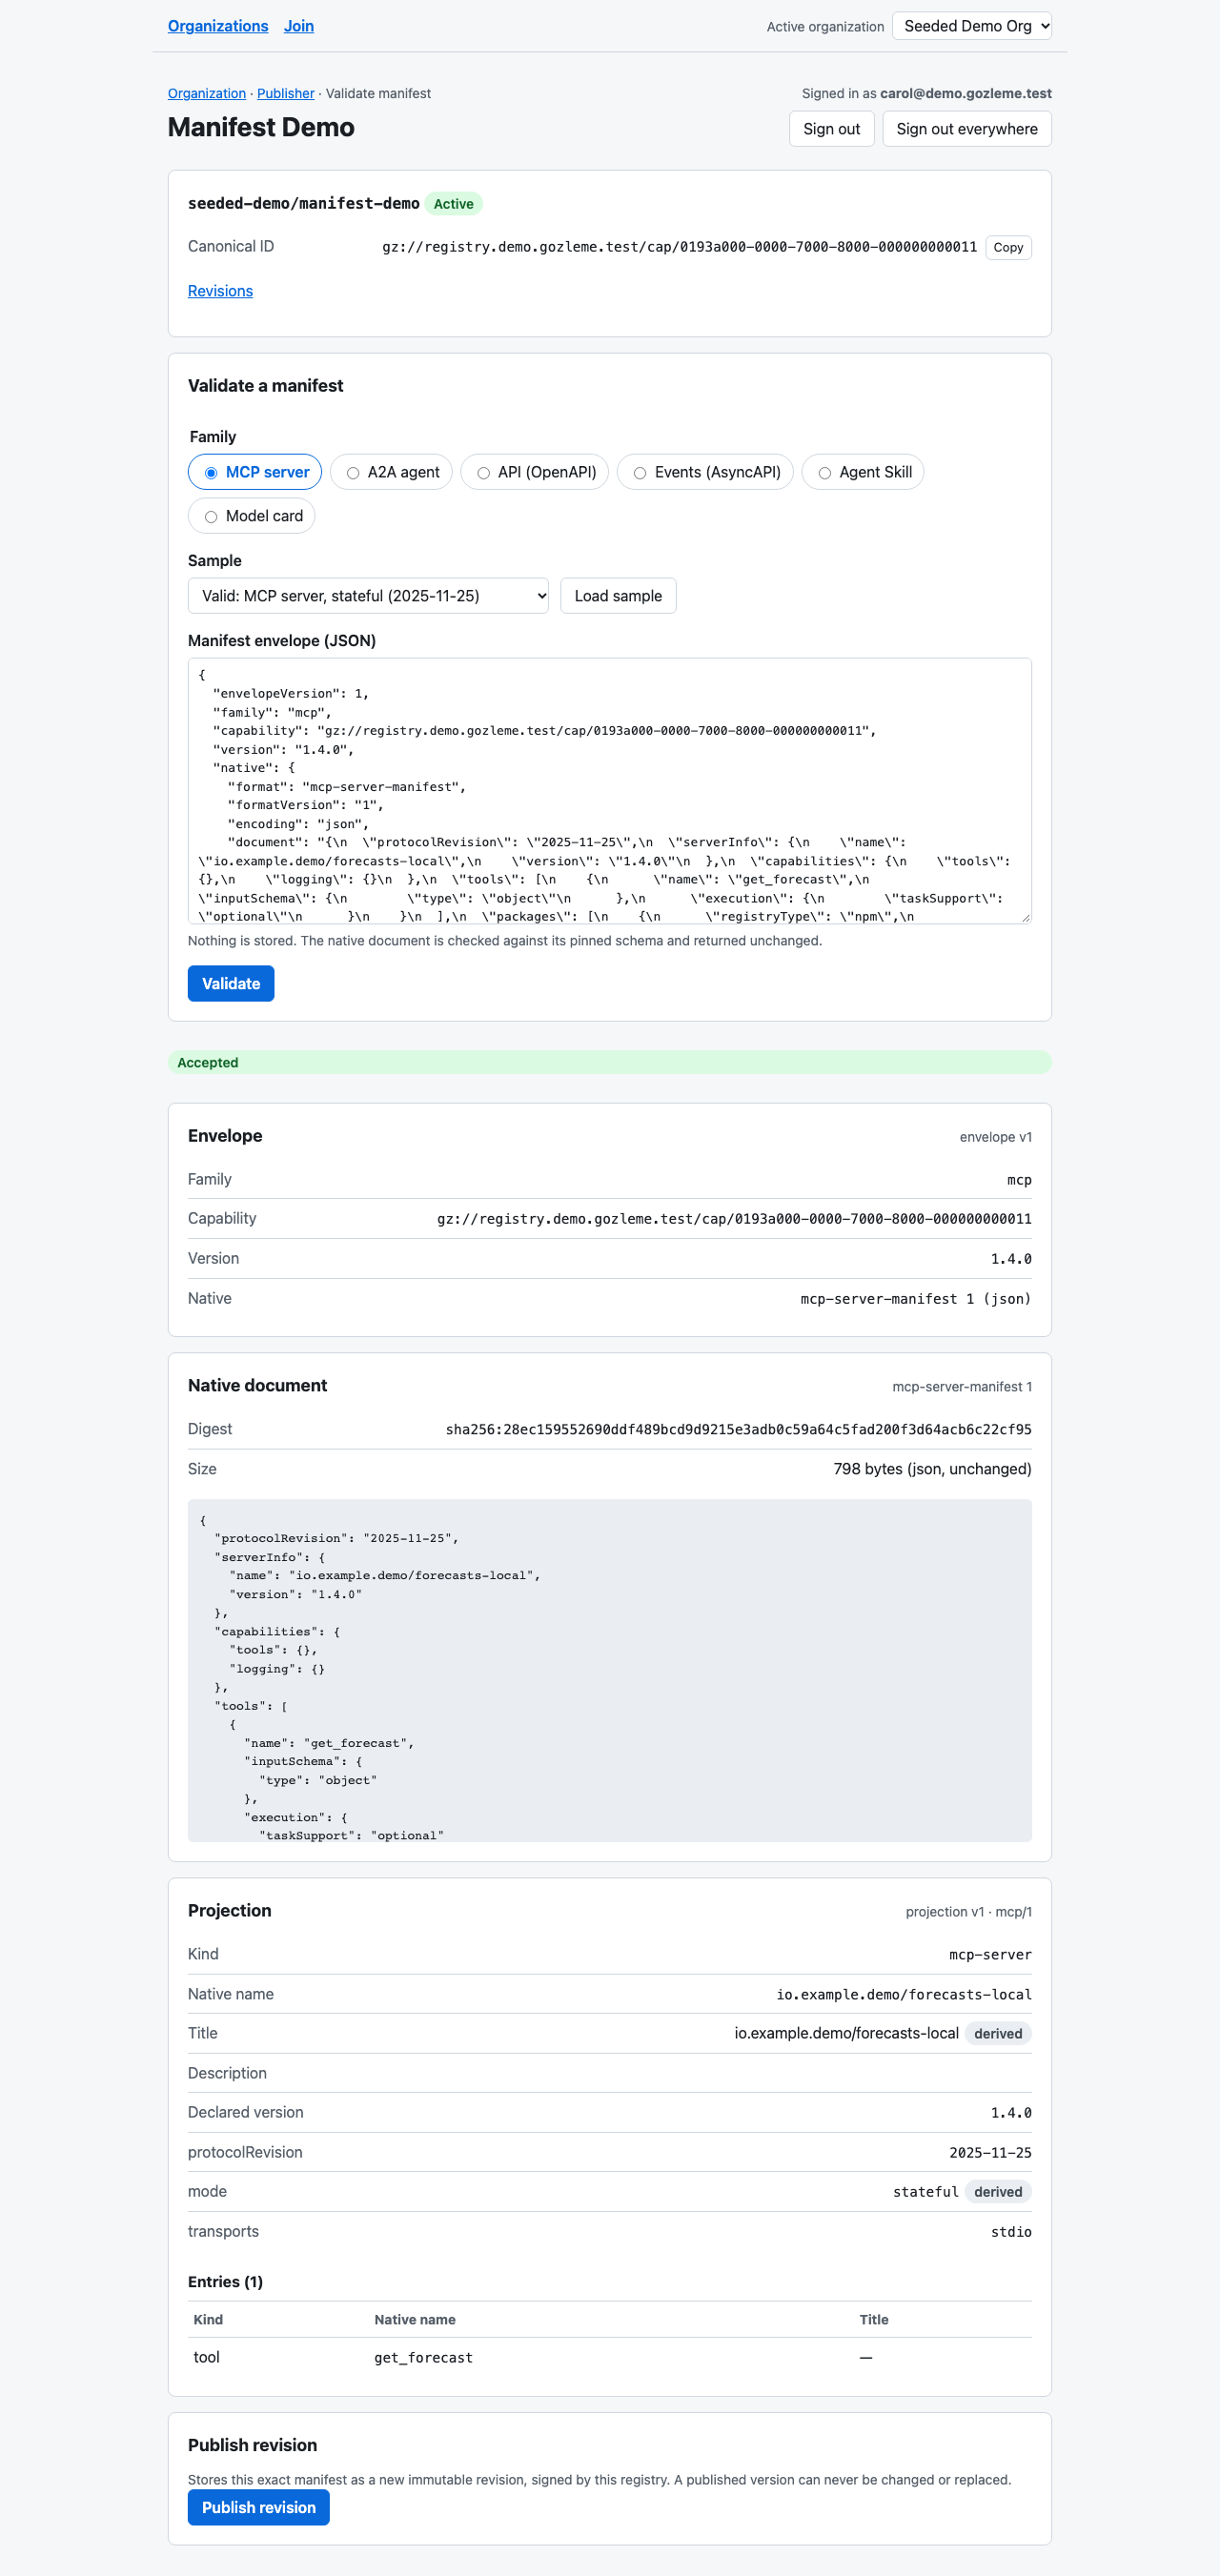 Organizations Join Active organization Seeded Demo Org
Organization · Publisher · Validate manifest Signed in as carol@demo.gozleme.test
Manifest Demo Sign out Sign out everywhere
seeded-demo/manifest-demo Active
Canonical ID gz://registry.demo.gozleme.test/cap/0193a000-0000-7000-8000-000000000011 Copy
Revisions
Validate a manifest
Family
MCP server A2A agent API (OpenAPI) Events (AsyncAPI) Agent Skill
Model card
Sample
Valid: MCP server, stateful (2025-11-25) Load sample
Manifest envelope (JSON)
{
  "envelopeVersion": 1,
  "family": "mcp",
  "capability": "gz://registry.demo.gozleme.test/cap/0193a000-0000-7000-8000-000000000011",
  "version": "1.4.0",
  "native": {
    "format": "mcp-server-manifest",
    "formatVersion": "1",
    "encoding": "json",
    "document": "{\n  \"protocolRevision\": \"2025-11-25\",\n  \"serverInfo\": {\n    \"name\":
\"io.example.demo/forecasts-local\",\n    \"version\": \"1.4.0\"\n  },\n  \"capabilities\": {\n    \"tools\":
{},\n    \"logging\": {}\n  },\n  \"tools\": [\n    {\n      \"name\": \"get_forecast\",\n
\"inputSchema\": {\n        \"type\": \"object\"\n      },\n      \"execution\": {\n        \"taskSupport\":
\"optional\"\n      }\n    }\n  ],\n  \"packages\": [\n    {\n      \"registryType\": \"npm\",\n
Nothing is stored. The native document is checked against its pinned schema and returned unchanged.
Validate
Accepted
Envelope envelope v1
Family mcp
Capability gz://registry.demo.gozleme.test/cap/0193a000-0000-7000-8000-000000000011
Version 1.4.0
Native mcp-server-manifest 1 (json)
Native document mcp-server-manifest 1
Digest sha256:28ec159552690ddf489bcd9d9215e3adb0c59a64c5fad200f3d64acb6c22cf95
Size 798 bytes (json, unchanged)
{
  "protocolRevision": "2025-11-25",
  "serverInfo": {
    "name": "io.example.demo/forecasts-local",
    "version": "1.4.0"
  },
  "capabilities": {
    "tools": {},
    "logging": {}
  },
  "tools": [
    {
      "name": "get_forecast",
      "inputSchema": {
        "type": "object"
      },
      "execution": {
        "taskSupport": "optional"
Projection projection v1 · mcp/1
Kind mcp-server
Native name io.example.demo/forecasts-local
Title io.example.demo/forecasts-local derived
Description
Declared version 1.4.0
protocolRevision 2025-11-25
mode stateful derived
transports stdio
Entries (1)
Kind Native name Title
tool get_forecast —
Publish revision
Stores this exact manifest as a new immutable revision, signed by this registry. A published version can never be changed or replaced.
Publish revision